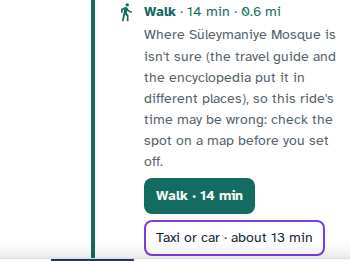 Walk · 14 min · 0.6 mi
Where Süleymaniye Mosque is
isn't sure (the travel guide and
the encyclopedia put it in
different places), so this ride's
time may be wrong: check the
spot on a map before you set
off.
Walk · 14 min
Taxi or car · about 13 min